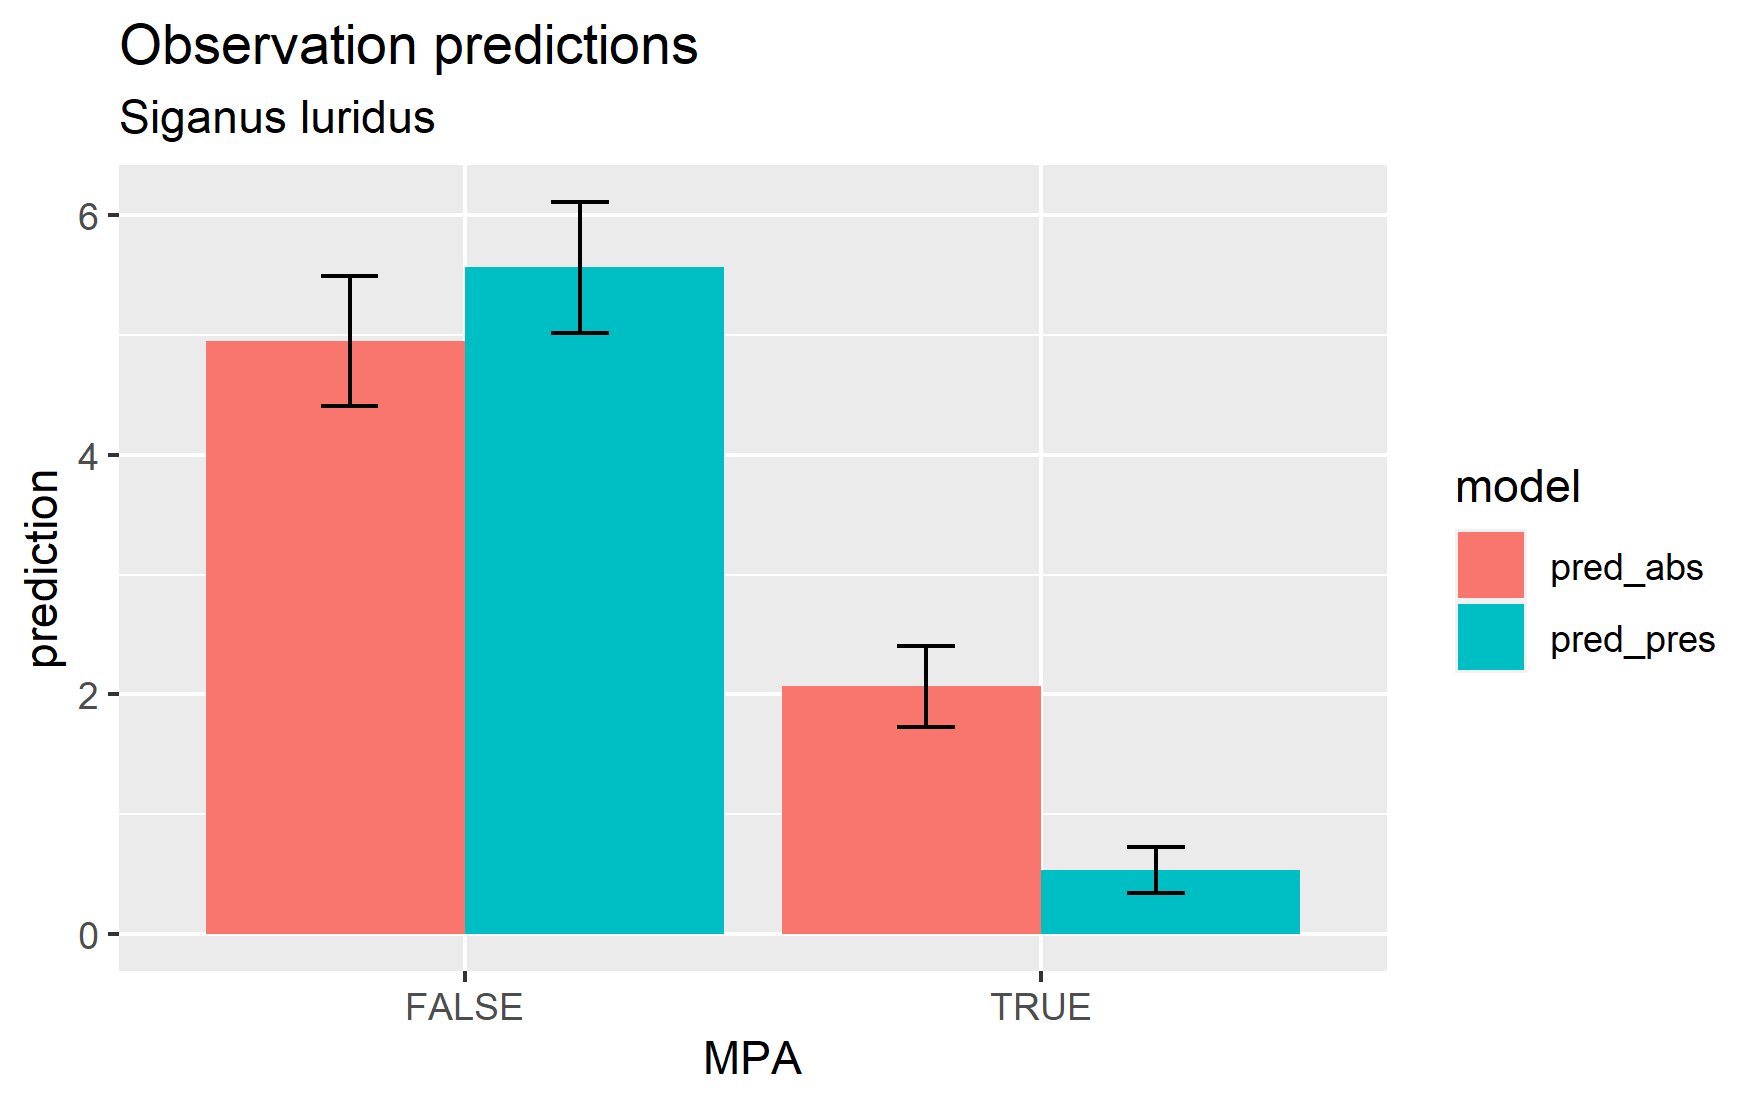 Observation predictions
Siganus luridus
prediction
6
4
2
0
FALSE
TRUE
MPA
model
pred_abs
pred_pres